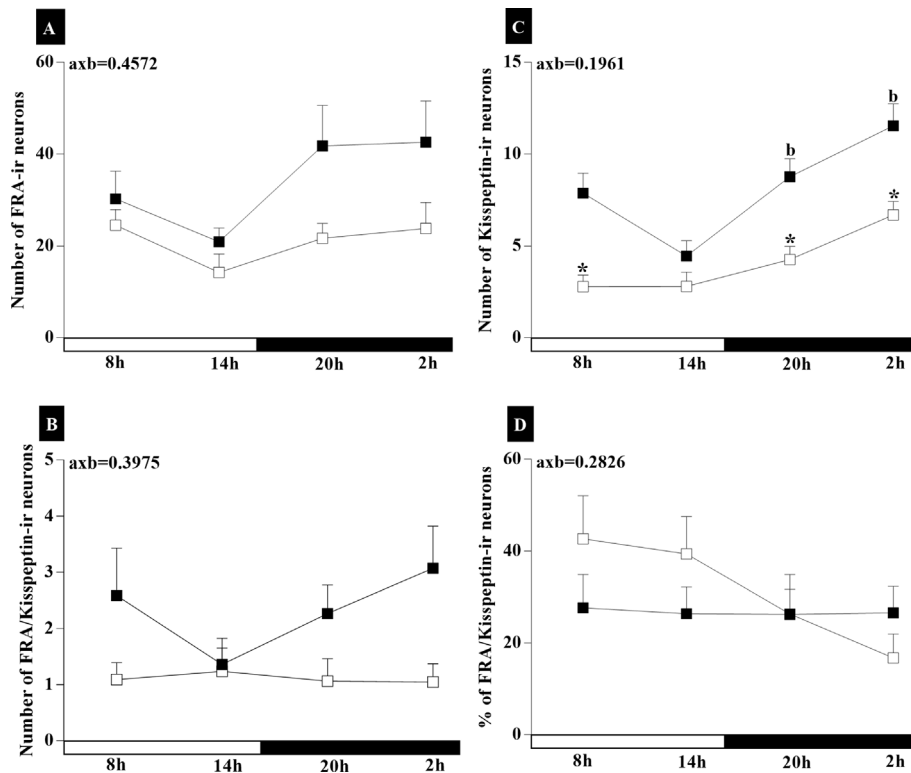 A
axb=0.4572
Number of FRA-ir neurons
60
40
20
0
8h 14h 20h 2h
C
axb=0.1961
Number of Kisspeptin-ir neurons
15
10
5
0
b
b
*
*
*
8h 14h 20h 2h
B
axb=0.3975
Number of FRA/Kisspeptin-ir neurons
5
4
3
2
1
0
8h 14h 20h 2h
D
axb=0.2826
% of FRA/Kisspeptin-ir neurons
60
40
20
0
8h 14h 20h 2h